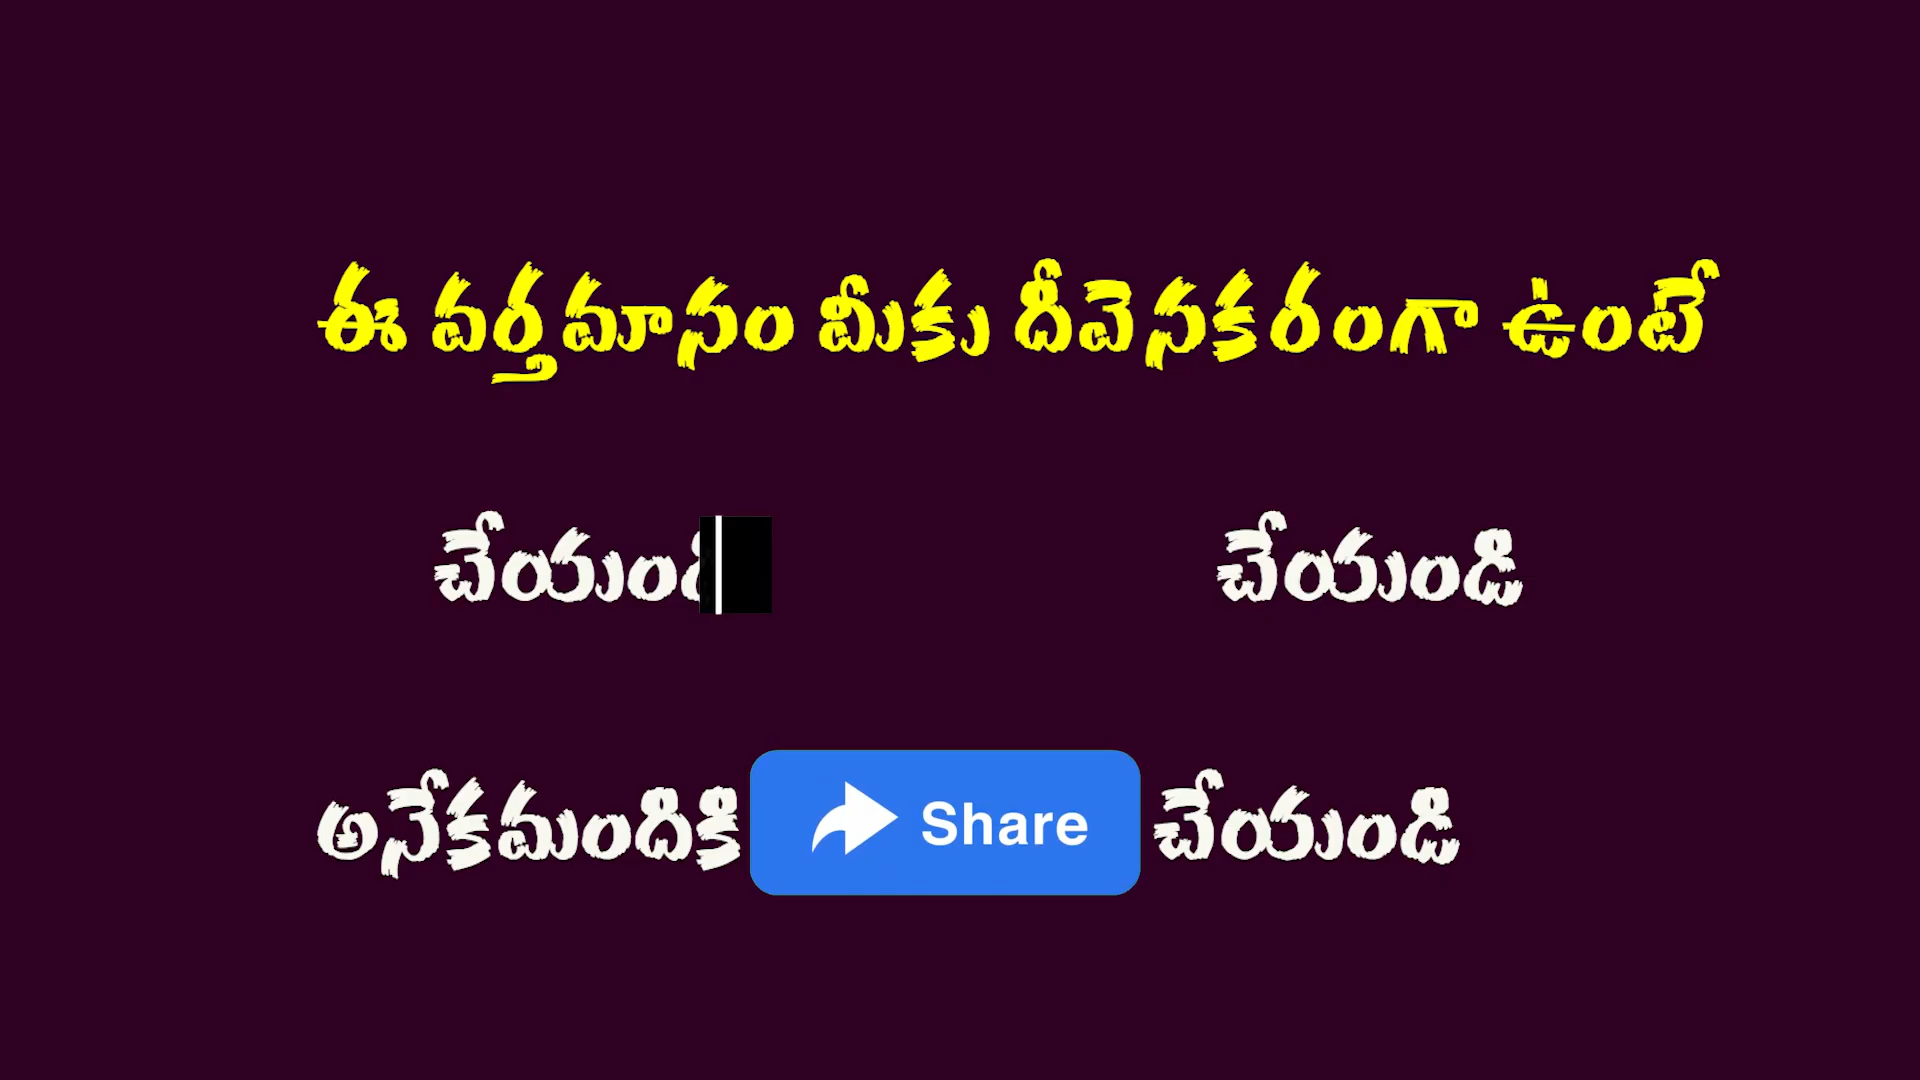 ఈ వర్తమానం మీకు దీవెనకరంగా ఉంటే
చేయండి చేయండి
అనేకమందికి Share చేయండి